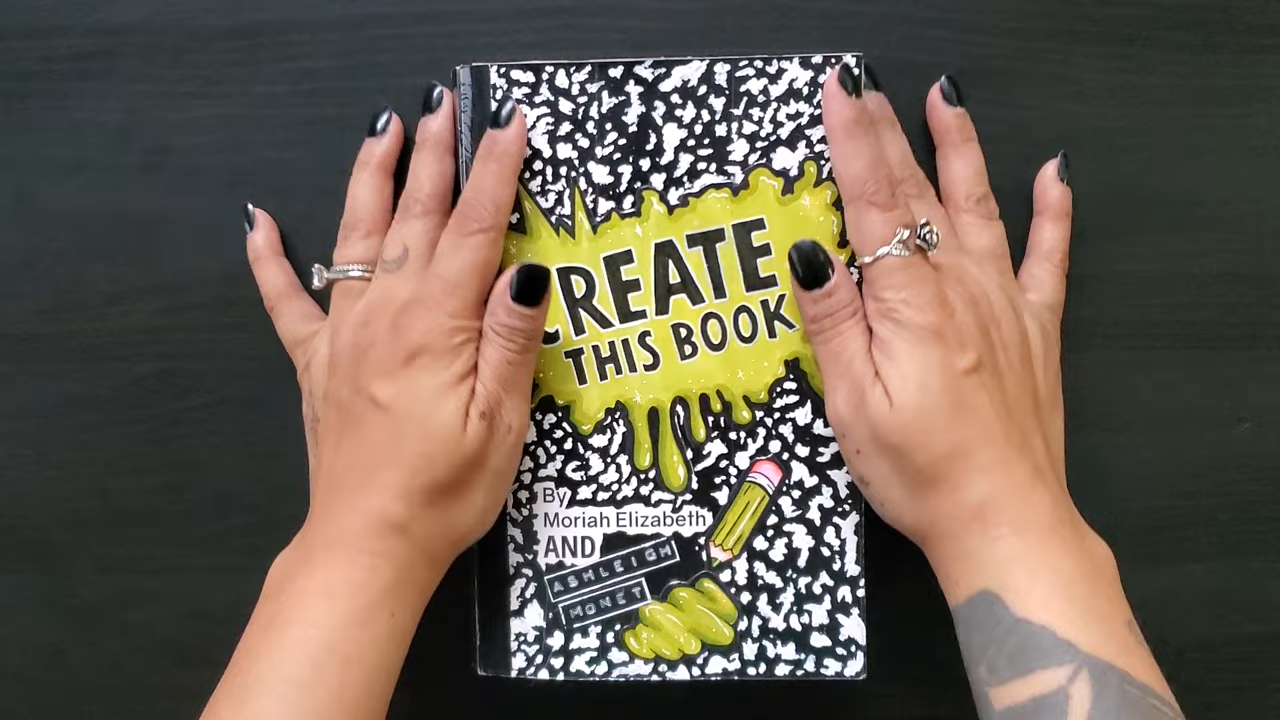 CREATE
THIS BOOK
By
Moriah Elizabeth
AND
ASHLEIGH
MONET